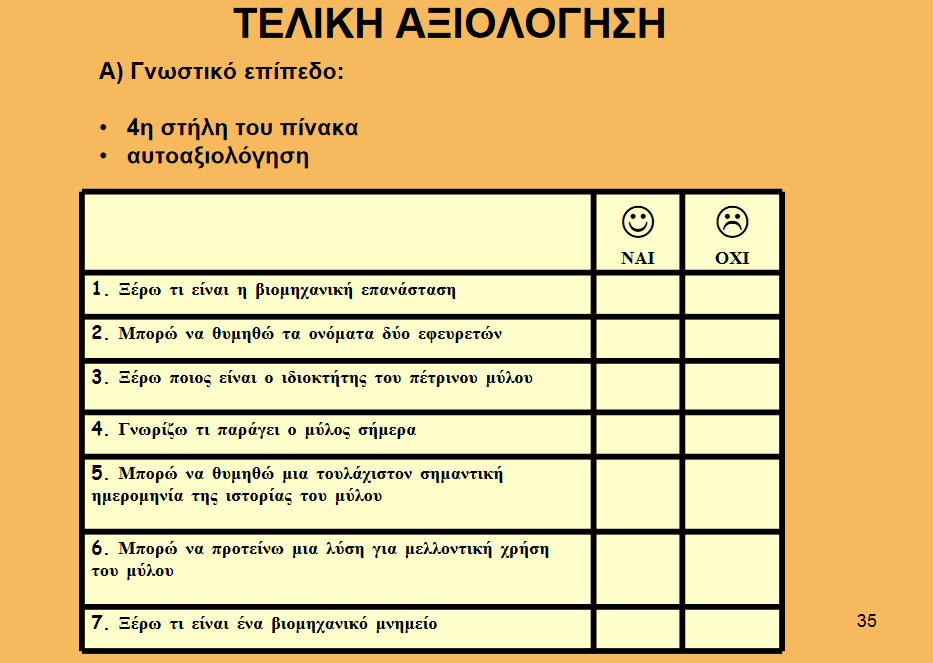 ΤΕΛΙΚΗ ΑΞΙΟΛΟΓΗΣΗ
Α) Γνωστικό επίπεδο:
• 4η στήλη του πίνακα
• αυτοαξιολόγηση
ΝΑΙ ΟΧΙ
1. Ξέρω τι είναι η βιομηχανική επανάσταση
2. Μπορώ να θυμηθώ τα ονόματα δύο εφευρετών
3. Ξέρω ποιος είναι ο ιδιοκτήτης του πέτρινου μύλου
4. Γνωρίζω τι παράγει ο μύλος σήμερα
5. Μπορώ να θυμηθώ μια τουλάχιστον σημαντική
ημερομηνία της ιστορίας του μύλου
6. Μπορώ να προτείνω μια λύση για μελλοντική χρήση
του μύλου
7. Ξέρω τι είναι ένα βιομηχανικό μνημείο
35